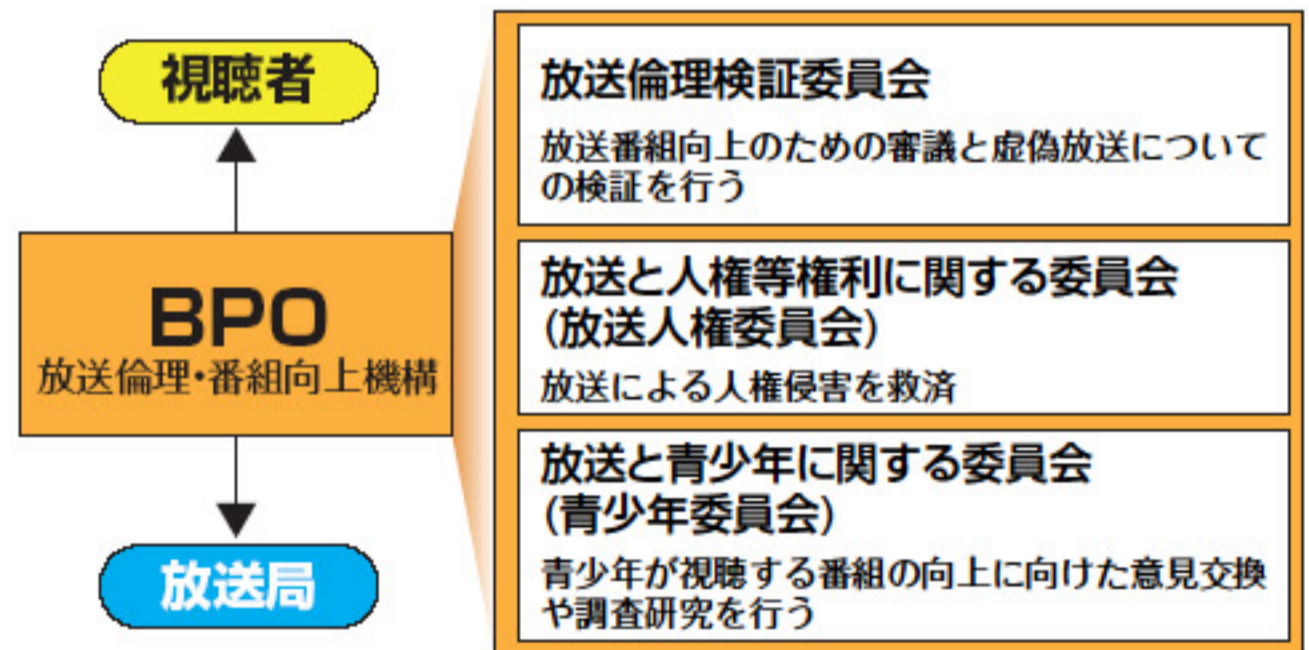 視聴者
BPO
放送倫理・番組向上機構
放送局
放送倫理検証委員会
放送番組向上のための審議と虚偽放送について
の検証を行う
放送と人権等権利に関する委員会
(放送人権委員会)
放送による人権侵害を救済
放送と青少年に関する委員会
(青少年委員会)
青少年が視聴する番組の向上に向けた意見交換
や調査研究を行う